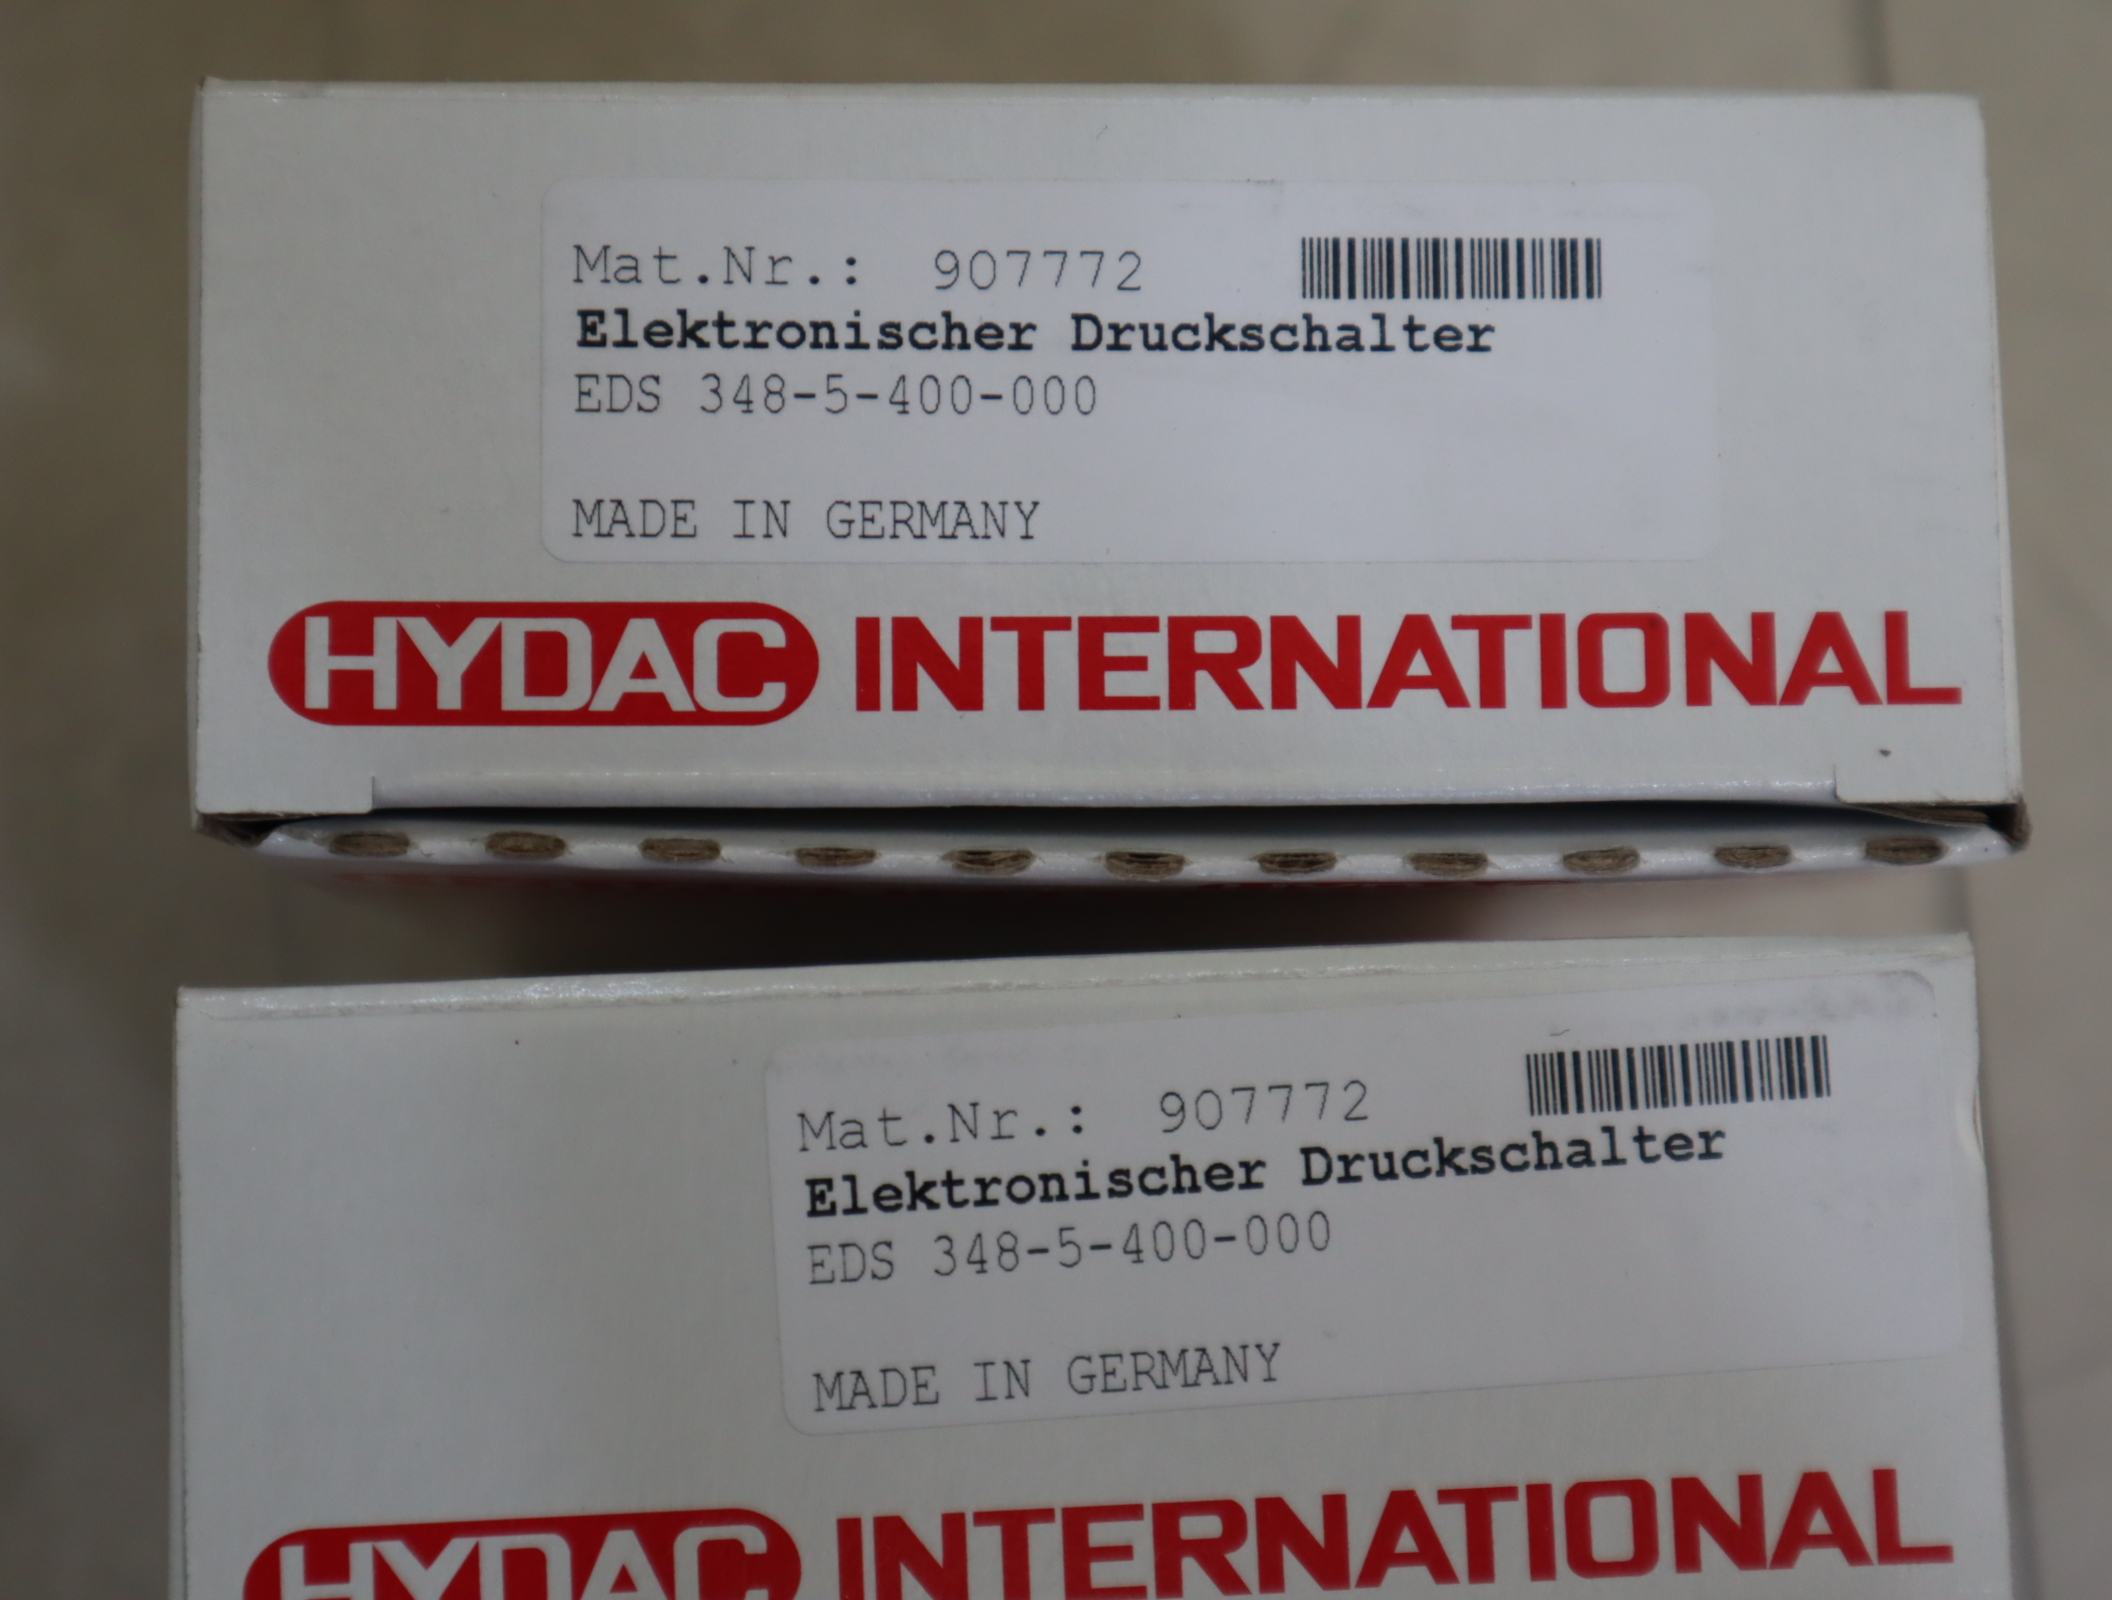 Mat.Nr.: 907772
Elektronischer Druckschalter
EDS 348-5-400-000
MADE IN GERMANY
HYDAC INTERNATIONAL
Mat.Nr.: 907772
Elektronischer Druckschalter
EDS 348-5-400-000
MADE IN GERMANY
HYDAC INTERNATIONAL